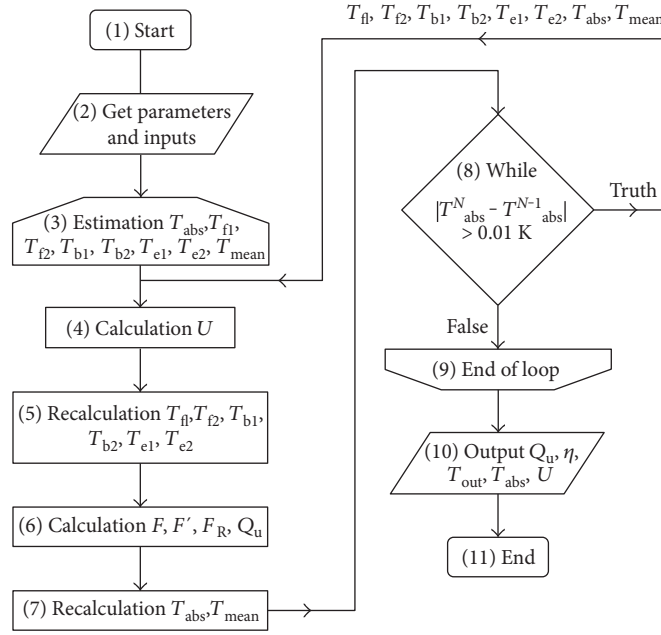 (1) Start
(2) Get parameters
and inputs
(3) Estimation T_abs, T_f1,
T_f2, T_b1, T_b2, T_e1, T_e2, T_mean
(4) Calculation U
(5) Recalculation T_fl, T_f2, T_b1,
T_b2, T_e1, T_e2
(6) Calculation F, F′, F_R, Q_u
(7) Recalculation T_abs, T_mean
T_fl, T_f2, T_b1, T_b2, T_e1, T_e2, T_abs, T_mean
(8) While
|T^N_abs – T^N–1_abs|
> 0.01 K
Truth
False
(9) End of loop
(10) Output Q_u, η,
T_out, T_abs, U
(11) End